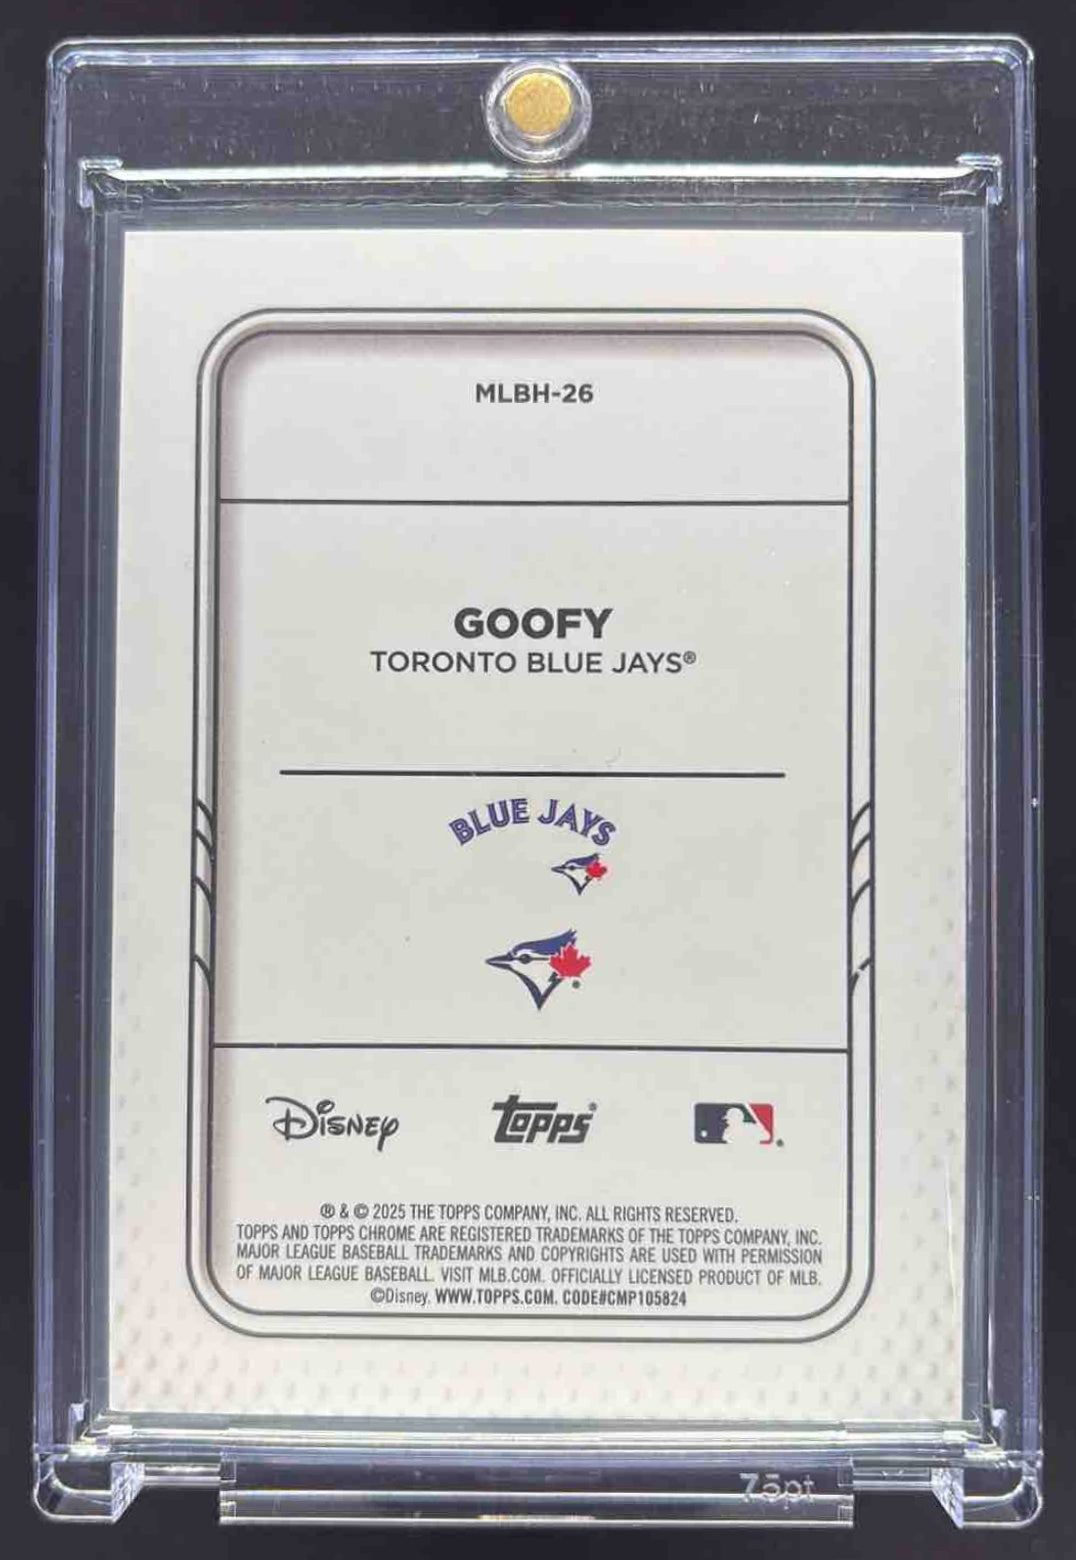 MLBH-26
GOOFY
TORONTO BLUE JAYS®
BLUE JAYS
Disney
topps®
® & © 2025 THE TOPPS COMPANY, INC. ALL RIGHTS RESERVED.
TOPPS AND TOPPS CHROME ARE REGISTERED TRADEMARKS OF THE TOPPS COMPANY, INC.
MAJOR LEAGUE BASEBALL TRADEMARKS AND COPYRIGHTS ARE USED WITH PERMISSION
OF MAJOR LEAGUE BASEBALL. VISIT MLB.COM. OFFICIALLY LICENSED PRODUCT OF MLB.
©Disney. WWW.TOPPS.COM. CODE#CMP105824
75pt